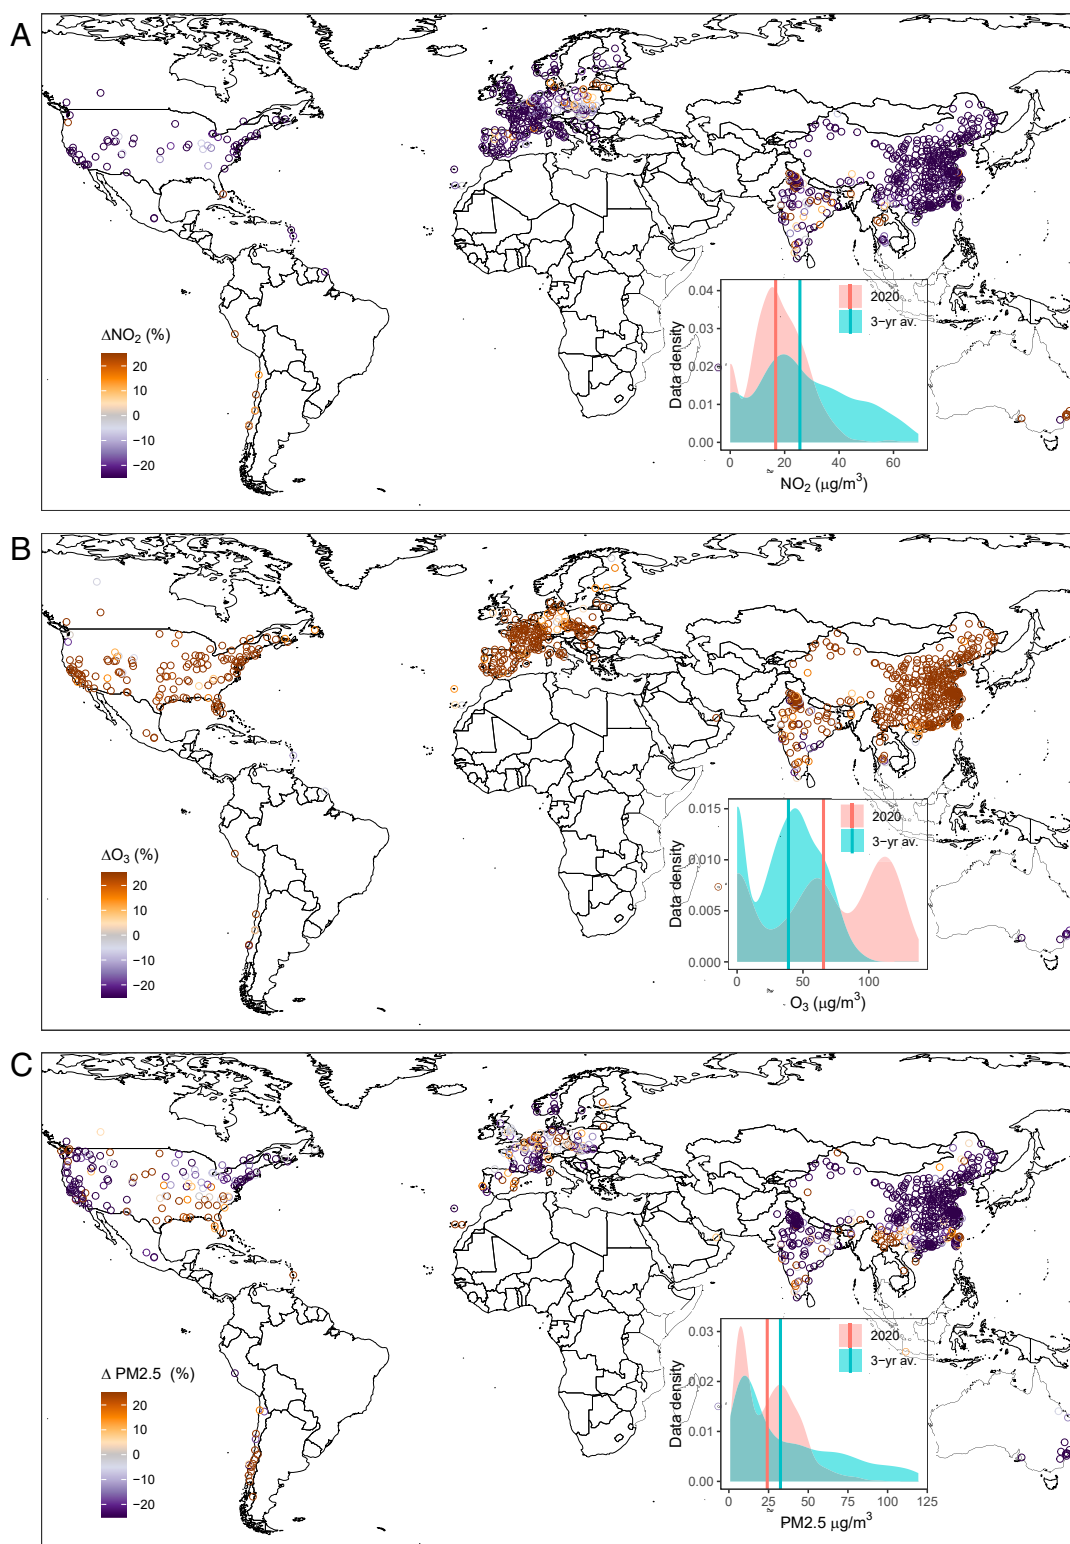 A
ΔNO2 (%)
20
10
0
−10
−20
Data density
0.04
0.03
0.02
0.01
0.00
0 20 40 60
NO2 (μg/m3)
2020
3−yr av.
B
ΔO3 (%)
20
10
0
−10
−20
Data density
0.015
0.010
0.005
0.000
0 50 100
O3 (μg/m3)
2020
3−yr av.
C
Δ PM2.5 (%)
20
10
0
−10
−20
Data density
0.03
0.02
0.01
0.00
0 25 50 75 100 125
PM2.5 μg/m3
2020
3−yr av.